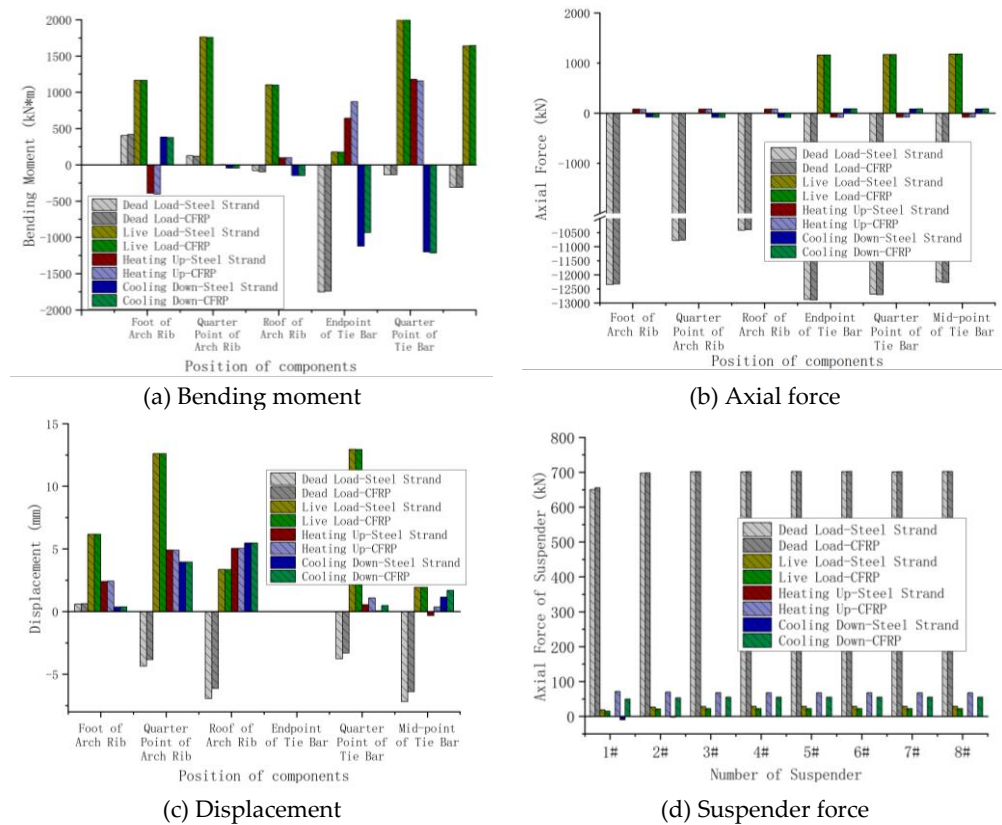 2000
1500
1000
500
0
-500
-1000
-1500
-2000
Bending Moment (kN*m)
Dead Load-Steel Strand
Dead Load-CFRP
Live Load-Steel Strand
Live Load-CFRP
Heating Up-Steel Strand
Heating Up-CFRP
Cooling Down-Steel Strand
Cooling Down-CFRP
Foot of
Arch Rib
Quarter
Point of
Arch Rib
Roof of
Arch Rib
Endpoint
of Tie Bar
Quarter
Point of
Tie Bar
Position of components
(a) Bending moment
2000
1000
0
-1000
-10500
-11000
-11500
-12000
-12500
-13000
Axial Force (kN)
Dead Load-Steel Strand
Dead Load-CFRP
Live Load-Steel Strand
Live Load-CFRP
Heating Up-Steel Strand
Heating Up-CFRP
Cooling Down-Steel Strand
Cooling Down-CFRP
Foot of
Arch Rib
Quarter
Point of
Arch Rib
Roof of
Arch Rib
Endpoint
of Tie Bar
Quarter
Point of
Tie Bar
Mid-point
of Tie Bar
Position of components
(b) Axial force
15
10
5
0
-5
Displacement (mm)
Dead Load-Steel Strand
Dead Load-CFRP
Live Load-Steel Strand
Live Load-CFRP
Heating Up-Steel Strand
Heating Up-CFRP
Cooling Down-Steel Strand
Cooling Down-CFRP
Foot of
Arch Rib
Quarter
Point of
Arch Rib
Roof of
Arch Rib
Endpoint
of Tie Bar
Quarter
Point of
Tie Bar
Mid-point
of Tie Bar
Position of components
(c) Displacement
800
700
600
500
400
300
200
100
0
Axial Force of Suspender (kN)
Dead Load-Steel Strand
Dead Load-CFRP
Live Load-Steel Strand
Live Load-CFRP
Heating Up-Steel Strand
Heating Up-CFRP
Cooling Down-Steel Strand
Cooling Down-CFRP
1# 2# 3# 4# 5# 6# 7# 8#
Number of Suspender
(d) Suspender force